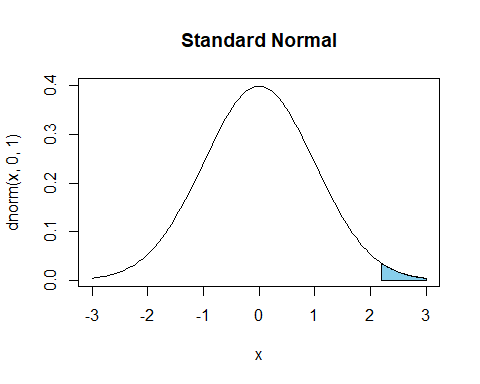 Standard Normal
dnorm(x, 0, 1)
0.4
0.3
0.2
0.1
0.0
-3 -2 -1 0 1 2 3
x